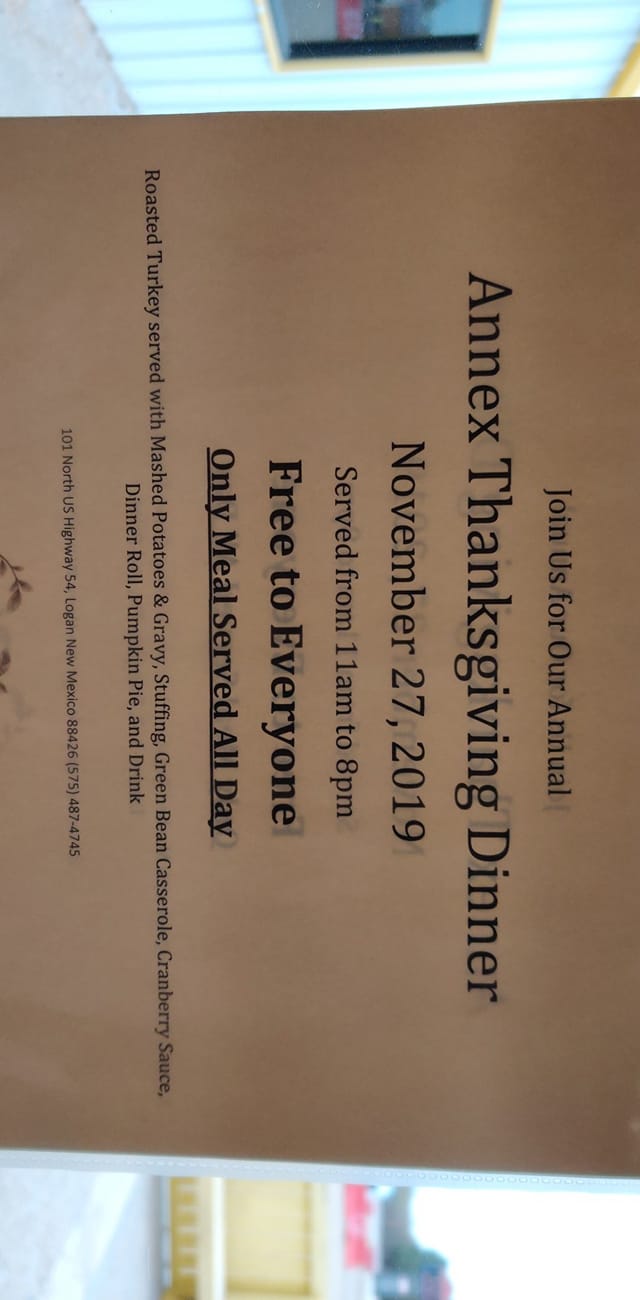 Join Us for Our Annual
Annex Thanksgiving Dinner
November 27, 2019
Served from 11am to 8pm
Free to Everyone
Only Meal Served All Day
Roasted Turkey served with Mashed Potatoes & Gravy, Stuffing, Green Bean Casserole, Cranberry Sauce,
Dinner Roll, Pumpkin Pie, and Drink
101 North US Highway 54, Logan New Mexico 88426 (575) 487-4745